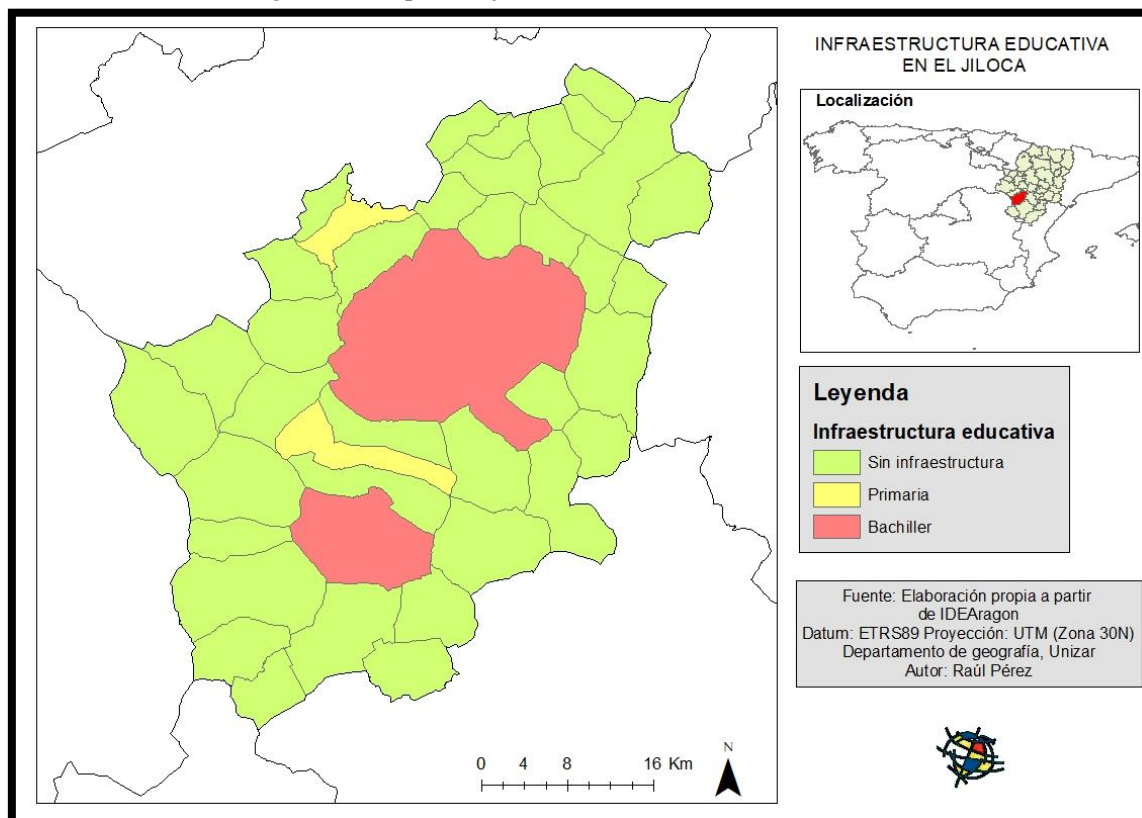 INFRAESTRUCTURA EDUCATIVA
EN EL JILOCA
Localización
Leyenda
Infraestructura educativa
Sin infraestructura
Primaria
Bachiller
Fuente: Elaboración propia a partir
de IDEAragon
Datum: ETRS89 Proyección: UTM (Zona 30N)
Departamento de geografía, Unizar
Autor: Raúl Pérez
N
0 4 8 16 Km